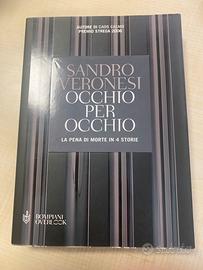 AUTORE DI CAOS CALMO
PREMIO STREGA 2006
SANDRO
VERONESI
OCCHIO
PER
OCCHIO
LA PENA DI MORTE IN 4 STORIE
BOMPIANI
OVERLOOK
subito